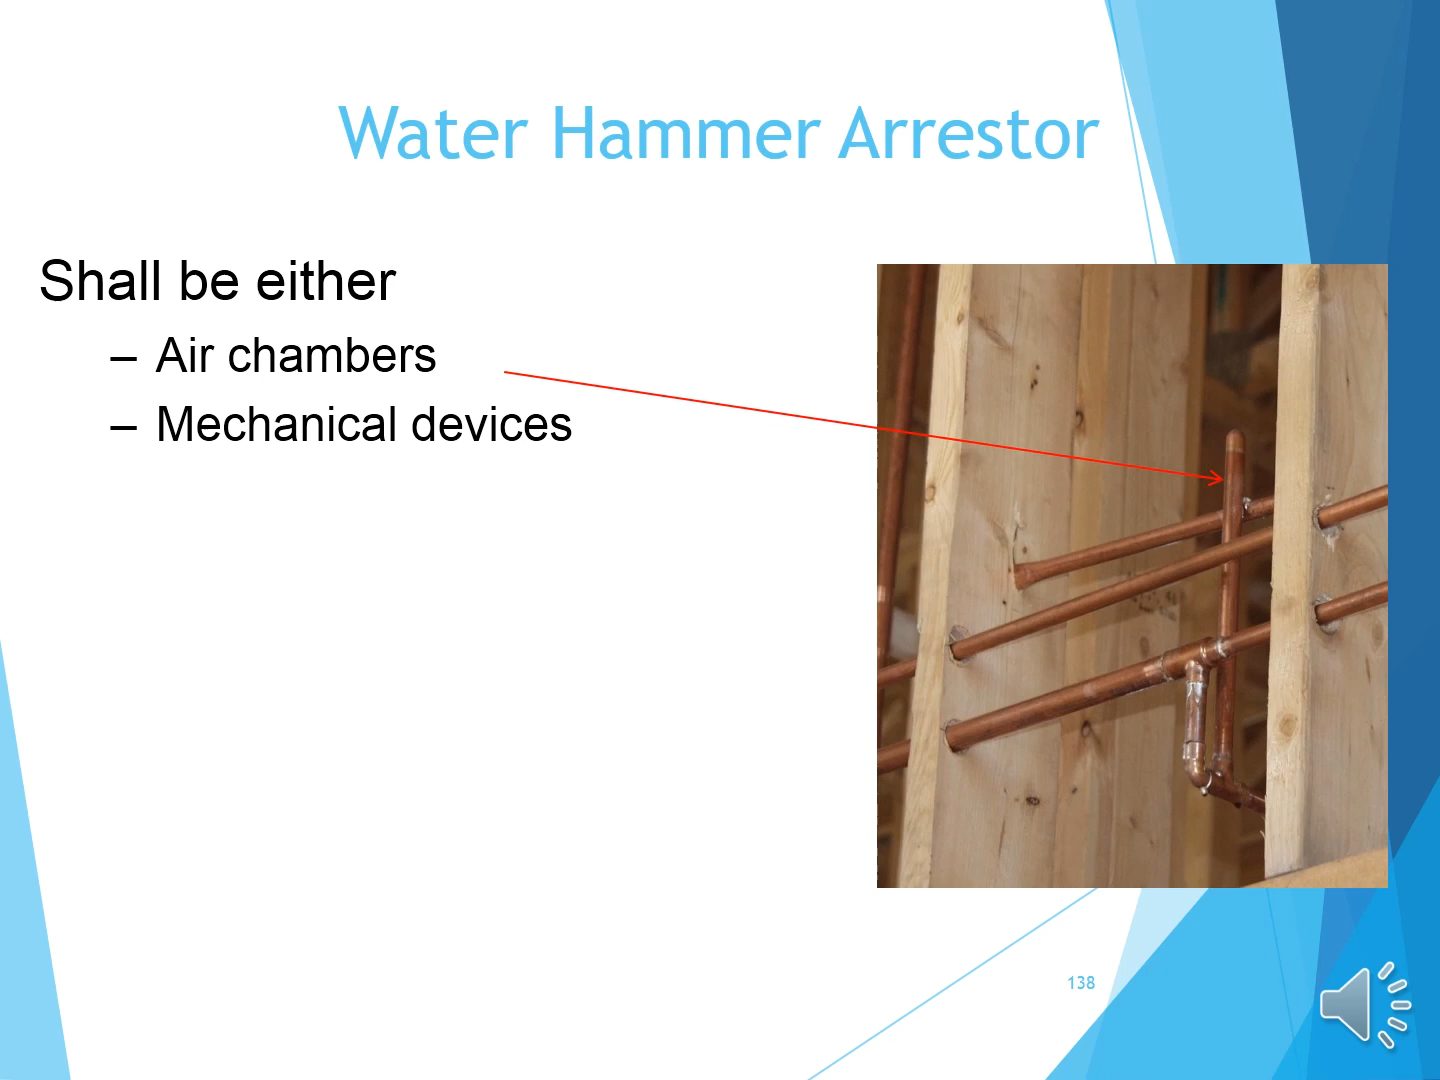 Water Hammer Arrestor
Shall be either
– Air chambers
– Mechanical devices
138